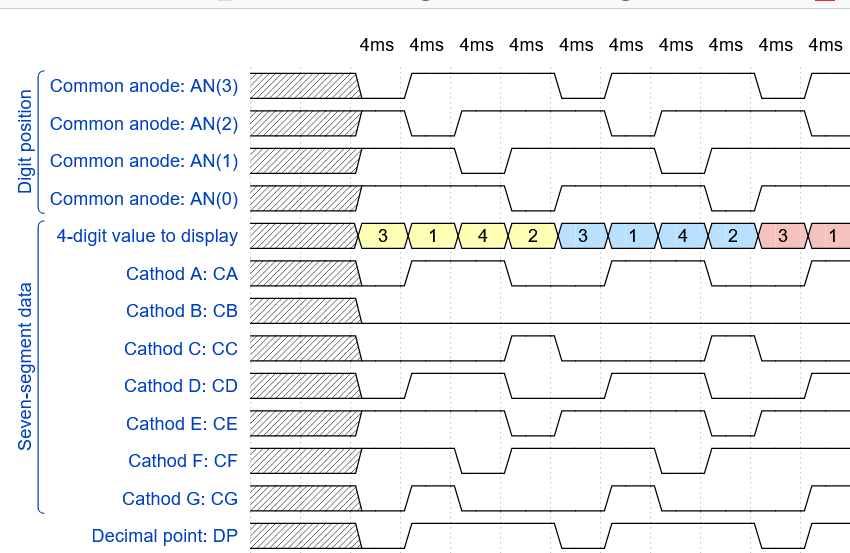 4ms 4ms 4ms 4ms 4ms 4ms 4ms 4ms 4ms 4ms
Digit position
Common anode: AN(3)
Common anode: AN(2)
Common anode: AN(1)
Common anode: AN(0)
Seven-segment data
4-digit value to display 3 1 4 2 3 1 4 2 3 1
Cathod A: CA
Cathod B: CB
Cathod C: CC
Cathod D: CD
Cathod E: CE
Cathod F: CF
Cathod G: CG
Decimal point: DP